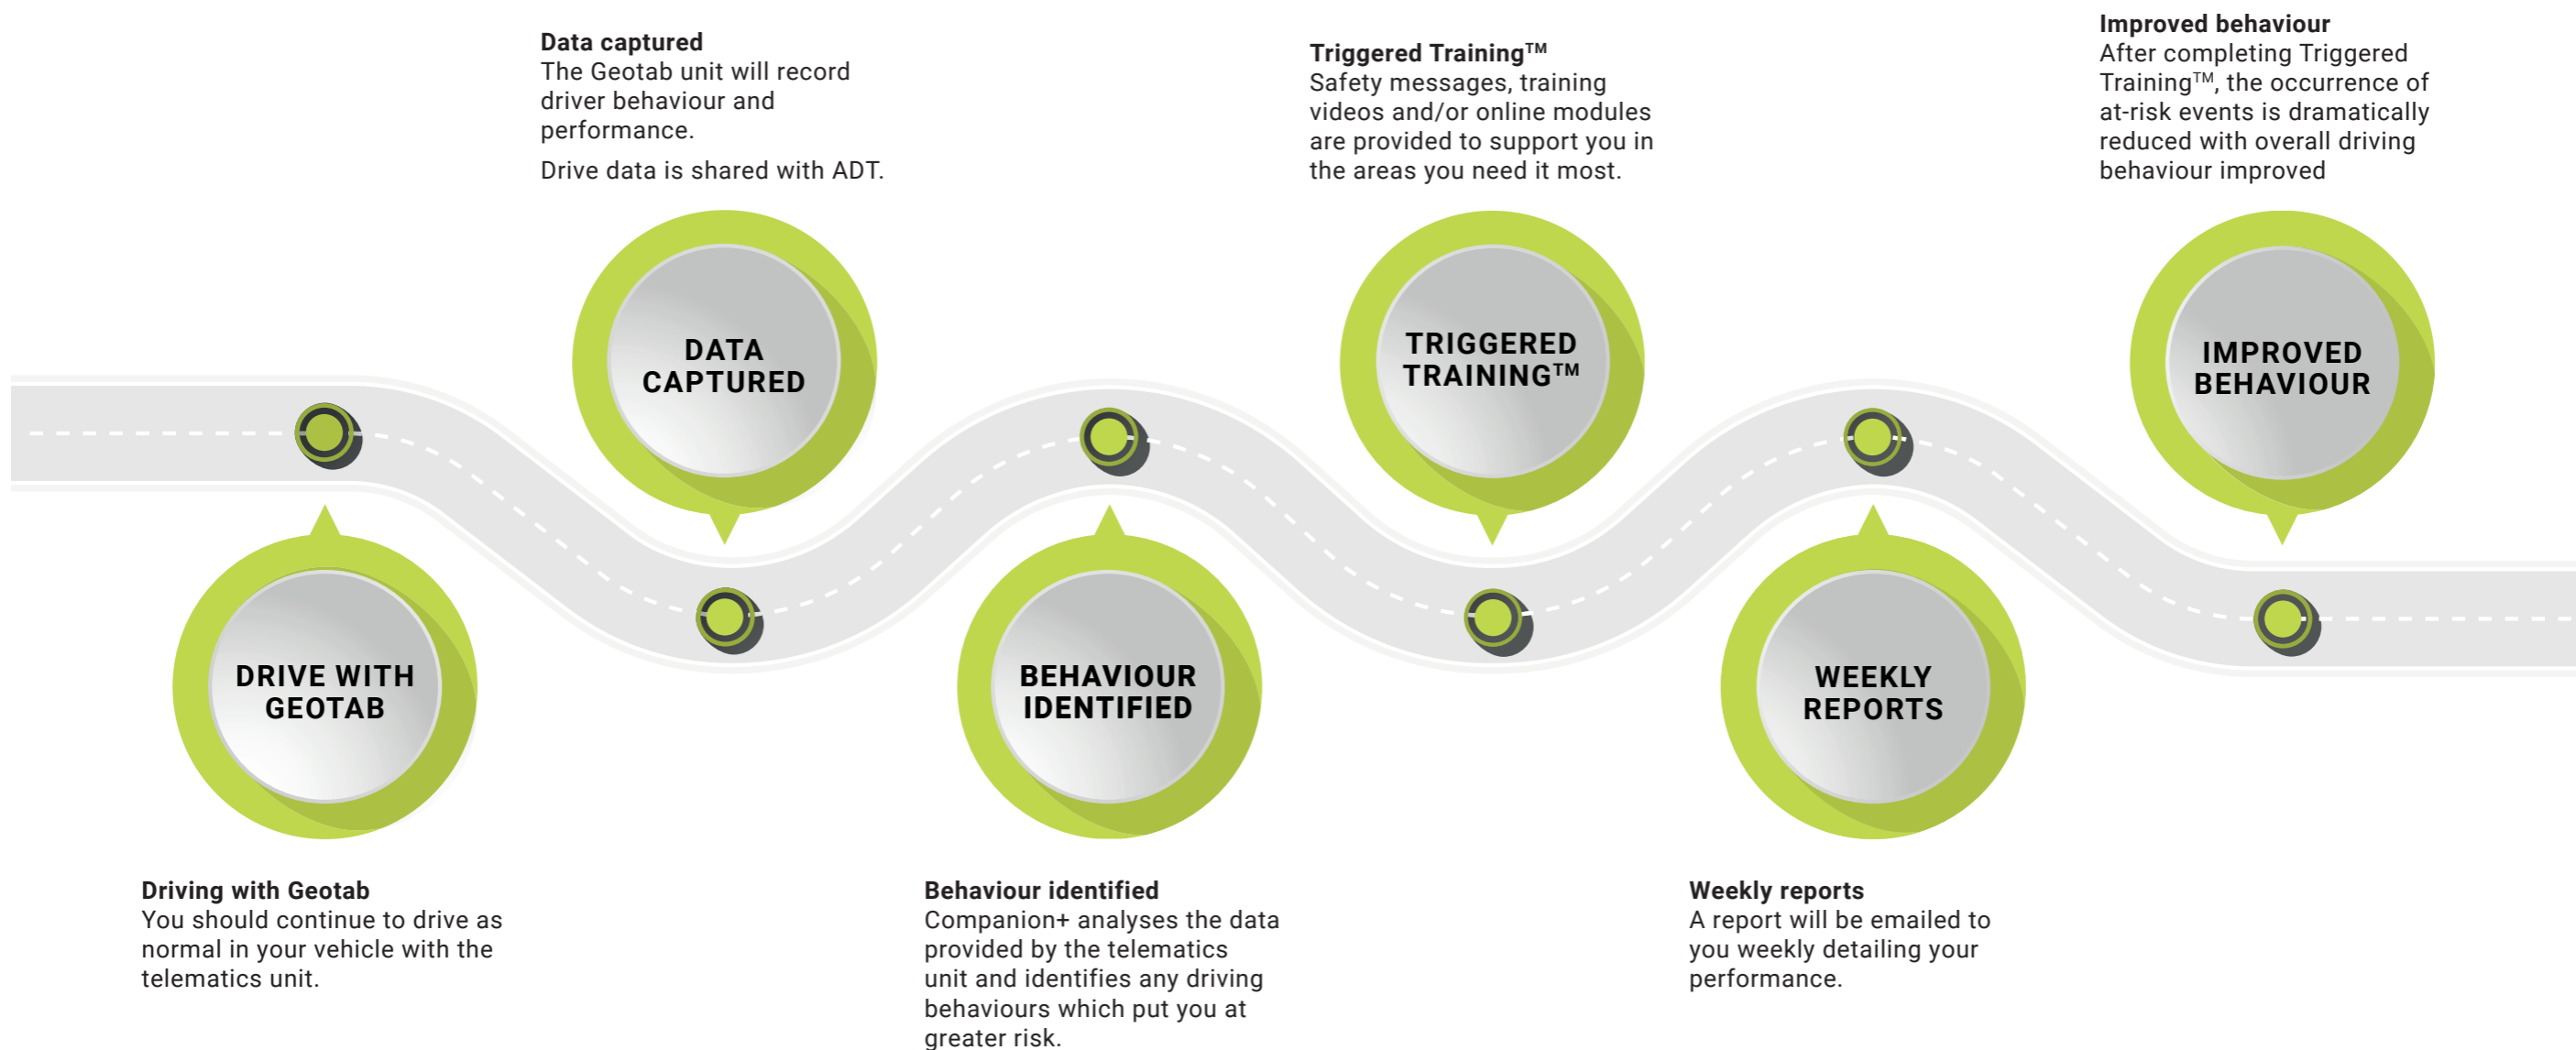 Data captured
The Geotab unit will record
driver behaviour and
performance.
Drive data is shared with ADT.
Triggered Training™
Safety messages, training
videos and/or online modules
are provided to support you in
the areas you need it most.
Improved behaviour
After completing Triggered
Training™, the occurrence of
at-risk events is dramatically
reduced with overall driving
behaviour improved
DRIVE WITH
GEOTAB
DATA
CAPTURED
BEHAVIOUR
IDENTIFIED
TRIGGERED
TRAINING™
WEEKLY
REPORTS
IMPROVED
BEHAVIOUR
Driving with Geotab
You should continue to drive as
normal in your vehicle with the
telematics unit.
Behaviour identified
Companion+ analyses the data
provided by the telematics
unit and identifies any driving
behaviours which put you at
greater risk.
Weekly reports
A report will be emailed to
you weekly detailing your
performance.